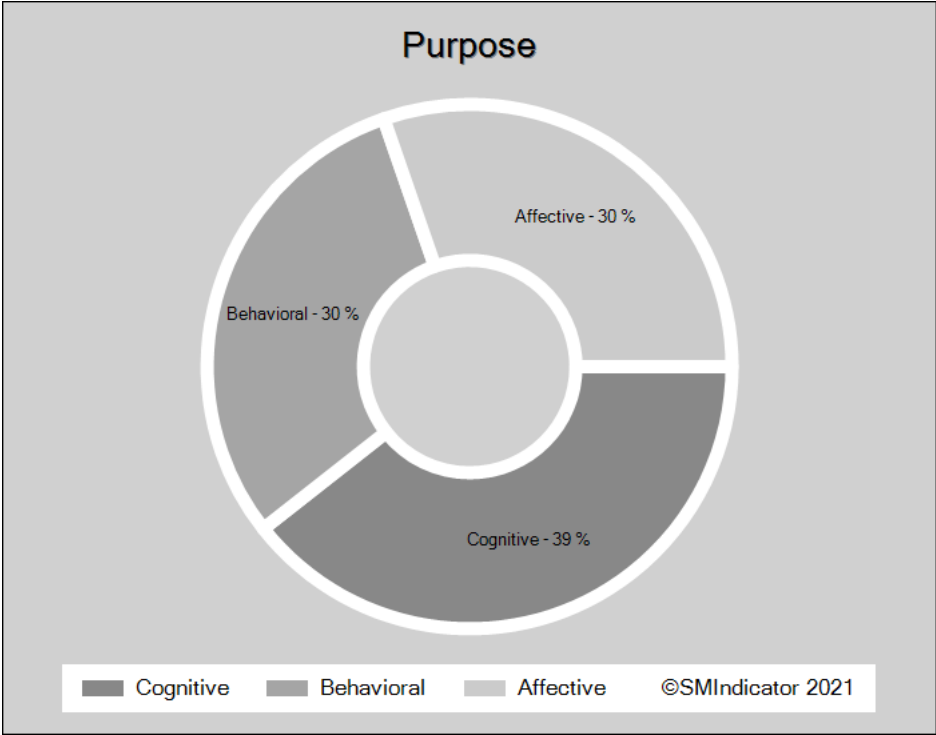 Purpose
Affective - 30 %
Behavioral - 30 %
Cognitive - 39 %
Cognitive Behavioral Affective ©SMIndicator 2021